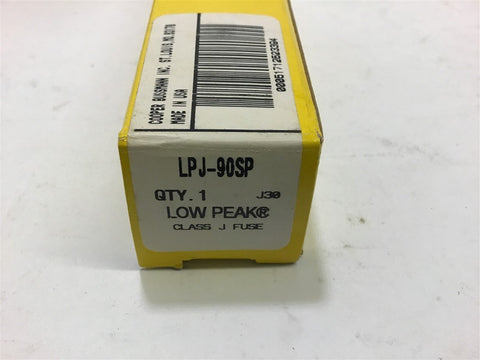 COOPER BUSSMANN INC. ST. LOUIS, MO. 63178
MADE IN USA
LPJ-90SP
QTY. 1 J30
LOW PEAK®
CLASS J FUSE